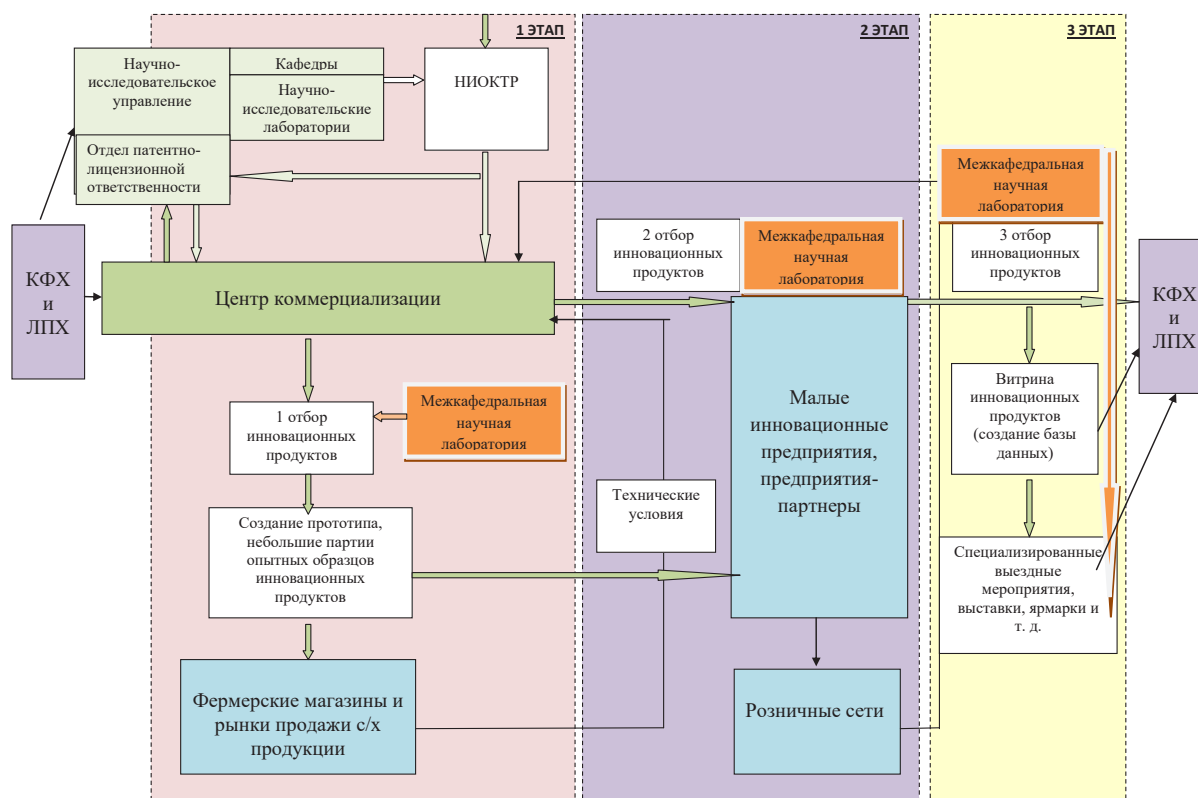 1 ЭТАП
2 ЭТАП
3 ЭТАП
Научно-
исследовательское
управление
Кафедры
Научно-
исследовательские
лаборатории
НИОКТР
Отдел патентно-
лицензионной
ответственности
КФХ
и
ЛПХ
Центр коммерциализации
1 отбор
инновационных
продуктов
Межкафедральная
научная
лаборатория
Создание прототипа,
небольшие партии
опытных образцов
инновационных
продуктов
Фермерские магазины и
рынки продажи с/х
продукции
2 отбор
инновационных
продуктов
Межкафедральная
научная
лаборатория
Малые
инновационные
предприятия,
предприятия-
партнеры
Технические
условия
Розничные сети
Межкафедральная
научная
лаборатория
3 отбор
инновационных
продуктов
Витрина
инновационных
продуктов
(создание базы
данных)
Специализированные
выездные
мероприятия,
выставки, ярмарки и
т. д.
КФХ
и
ЛПХ